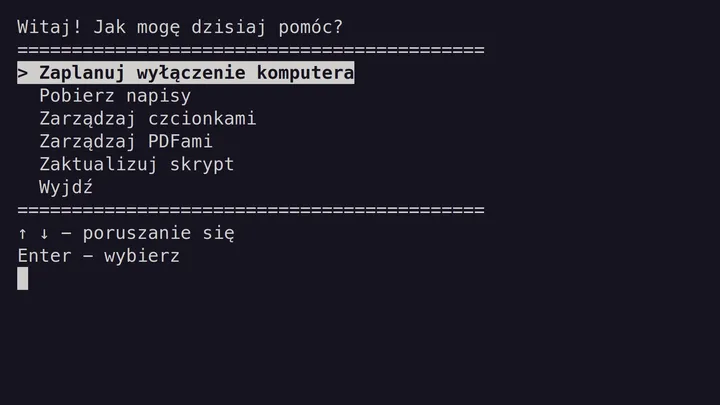 Witaj! Jak mogę dzisiaj pomóc?
===========================================
> Zaplanuj wyłączenie komputera
Pobierz napisy
Zarządzaj czcionkami
Zarządzaj PDFami
Zaktualizuj skrypt
Wyjdź
===========================================
↑ ↓ – poruszanie się
Enter – wybierz